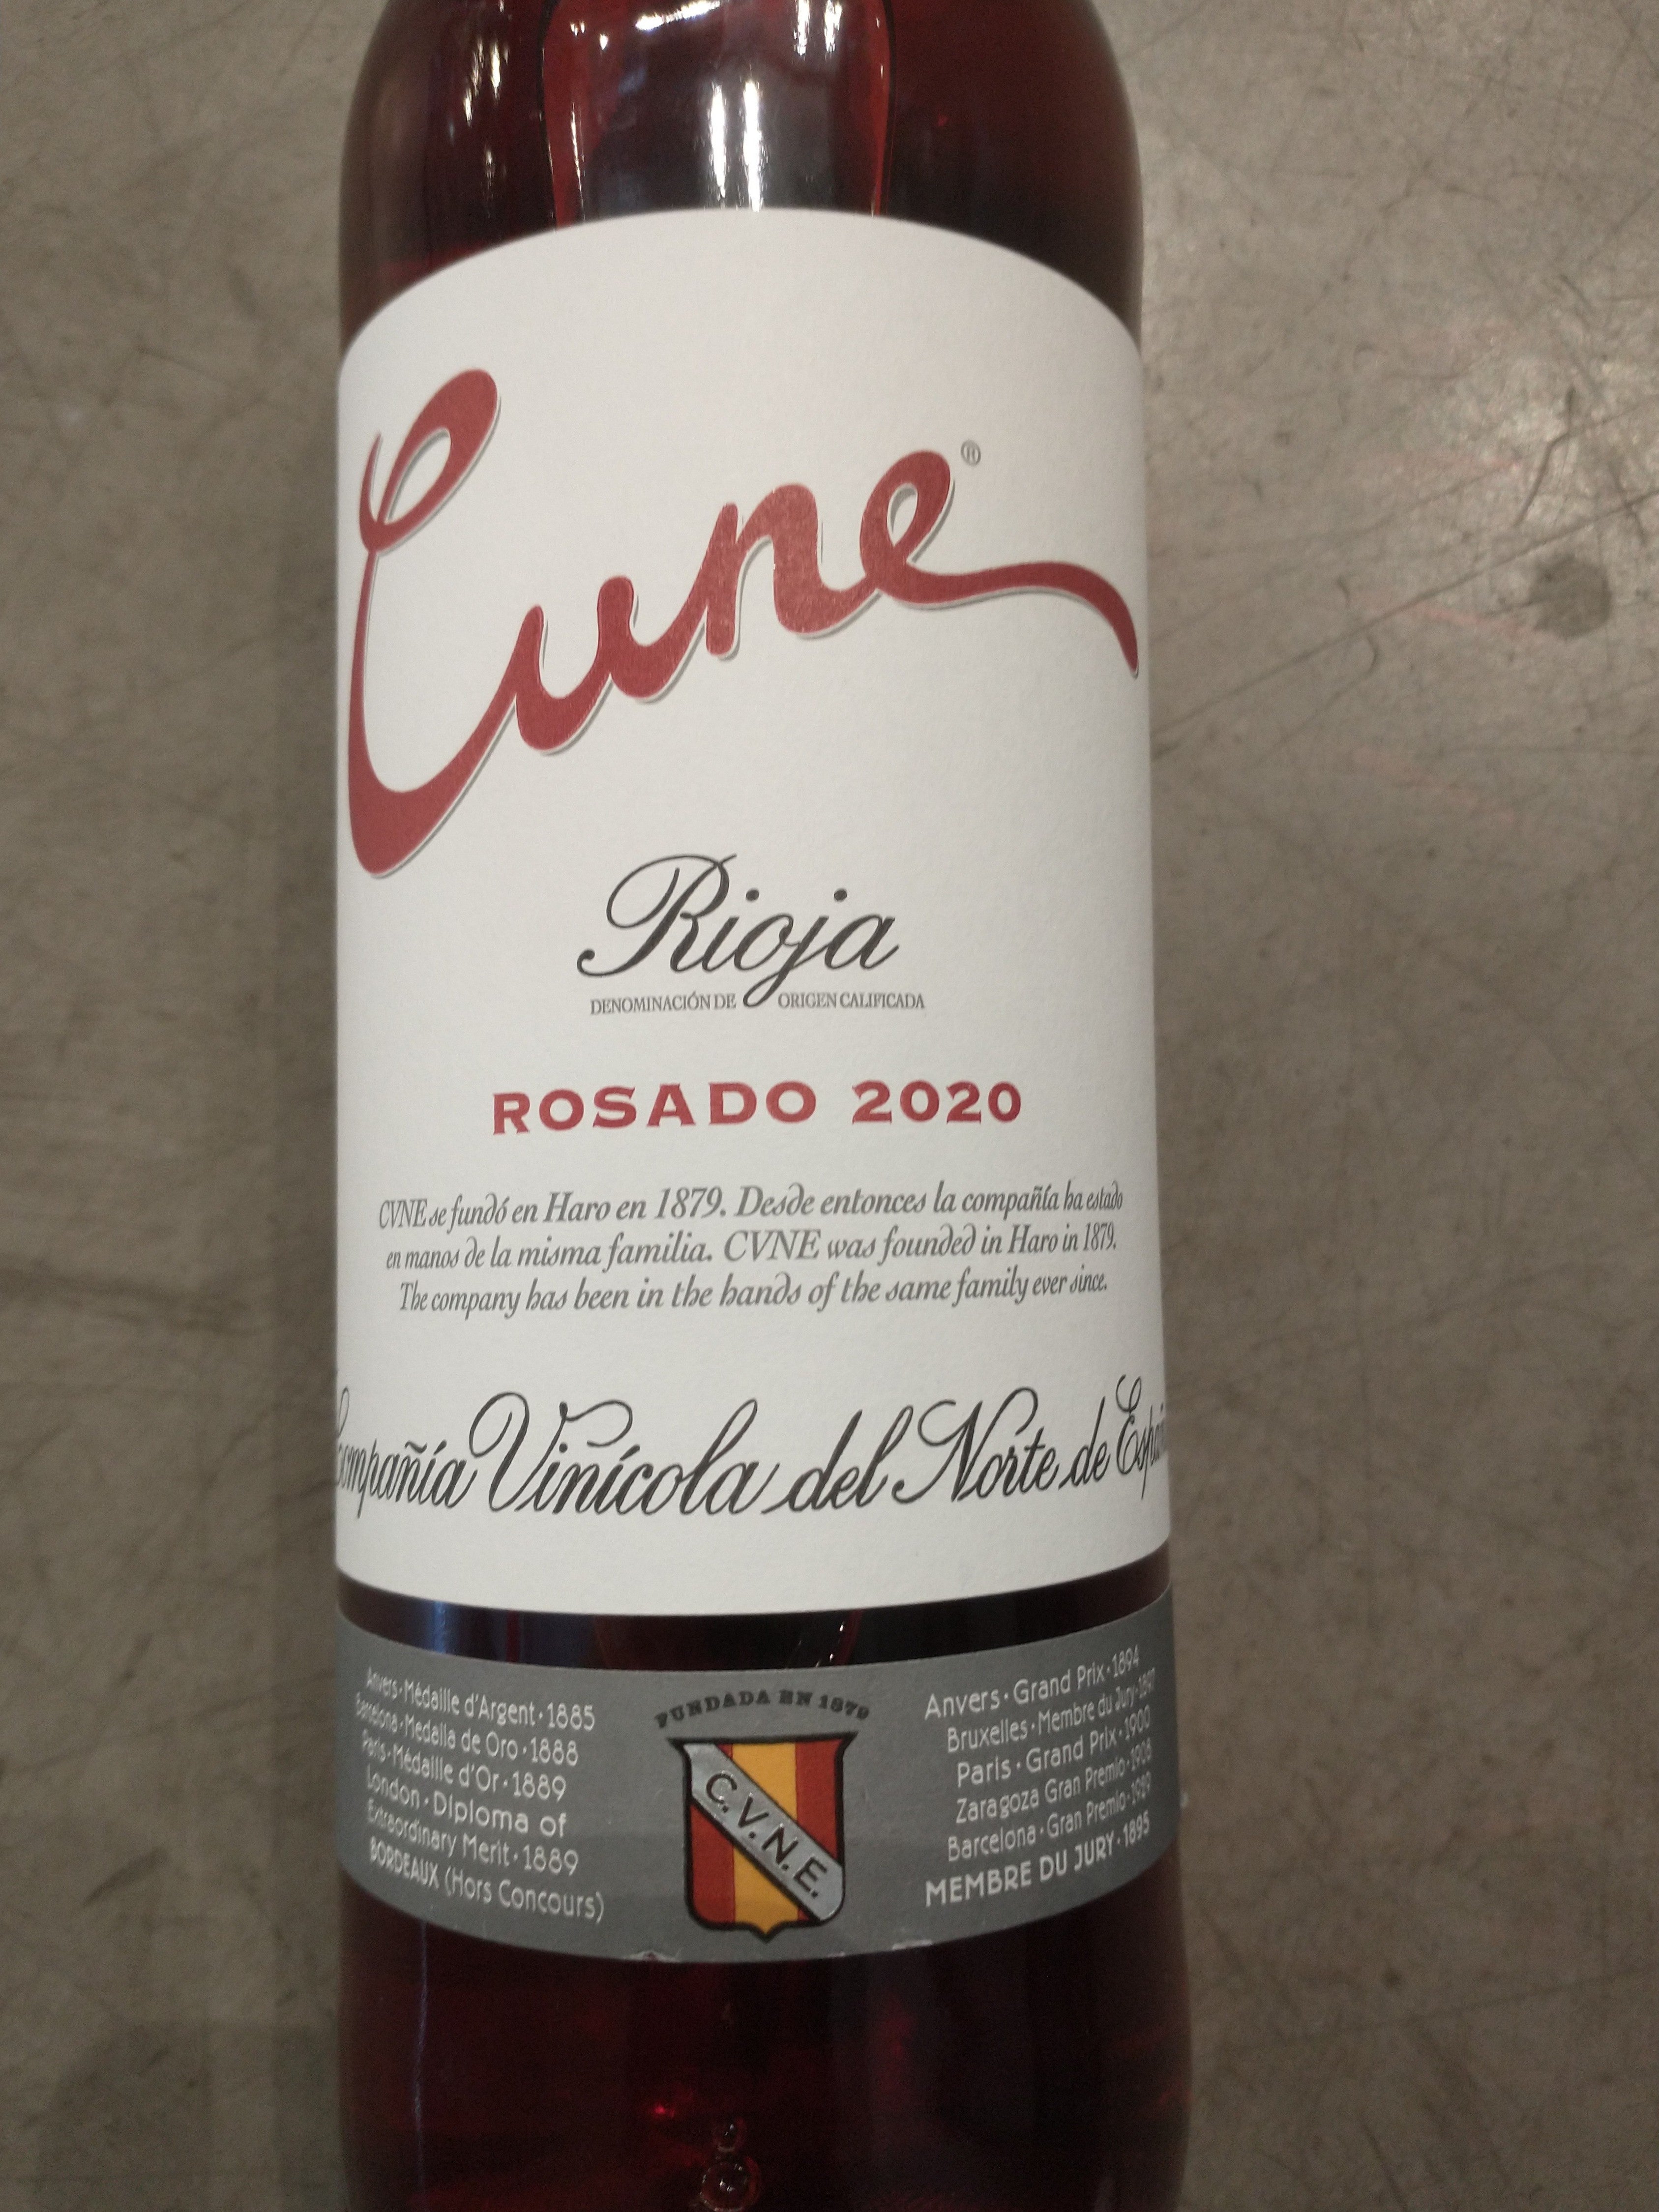 Cune®
Rioja
DENOMINACIÓN DE ORIGEN CALIFICADA
ROSADO 2020
CVNE se fundó en Haro en 1879. Desde entonces la compañía ha estado
en manos de la misma familia. CVNE was founded in Haro in 1879.
The company has been in the hands of the same family ever since.
Compañía Vinícola del Norte de España
Anvers · Médaille d'Argent · 1885
Barcelona · Medalla de Oro · 1888
Paris · Médaille d'Or · 1889
London · Diploma of
Extraordinary Merit · 1889
BORDEAUX (Hors Concours)
FUNDADA EN 1879
C.V.N.E.
Anvers · Grand Prix · 1894
Bruxelles · Membre du Jury · 1897
Paris · Grand Prix · 1900
Zaragoza Gran Premio · 1908
Barcelona · Gran Premio · 1929
MEMBRE DU JURY · 1895